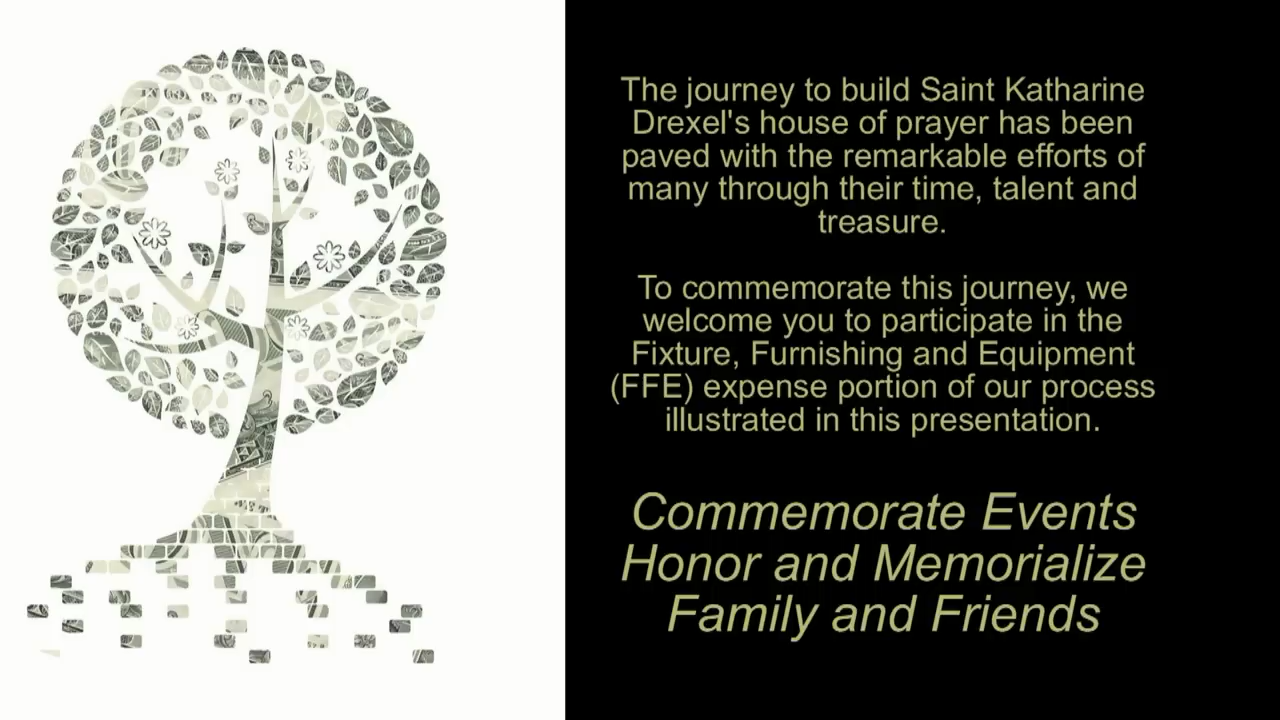 The journey to build Saint Katharine
Drexel's house of prayer has been
paved with the remarkable efforts of
many through their time, talent and
treasure.
To commemorate this journey, we
welcome you to participate in the
Fixture, Furnishing and Equipment
(FFE) expense portion of our process
illustrated in this presentation.
Commemorate Events
Honor and Memorialize
Family and Friends